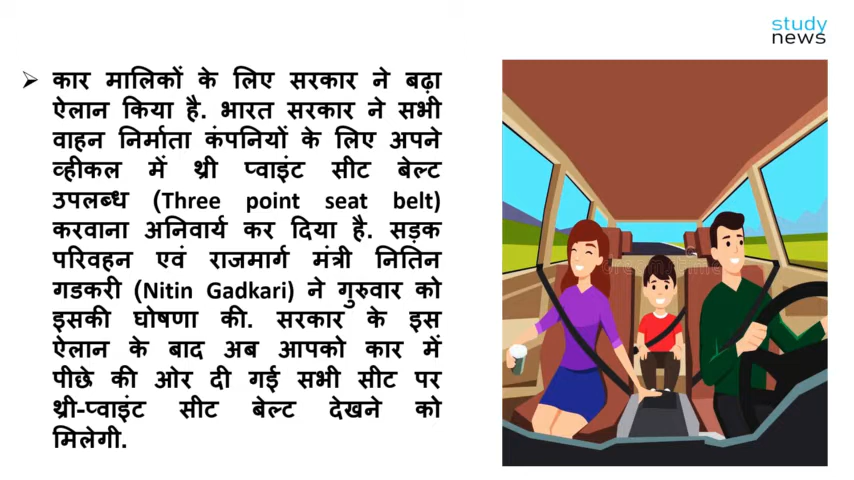 study
news
➢ कार मालिकों के लिए सरकार ने बढ़ा
ऐलान किया है. भारत सरकार ने सभी
वाहन निर्माता कंपनियों के लिए अपने
व्हीकल में थ्री प्वाइंट सीट बेल्ट
उपलब्ध (Three point seat belt)
करवाना अनिवार्य कर दिया है. सड़क
परिवहन एवं राजमार्ग मंत्री नितिन
गडकरी (Nitin Gadkari) ने गुरुवार को
इसकी घोषणा की. सरकार के इस
ऐलान के बाद अब आपको कार में
पीछे की ओर दी गई सभी सीट पर
थ्री-प्वाइंट सीट बेल्ट देखने को
मिलेगी.